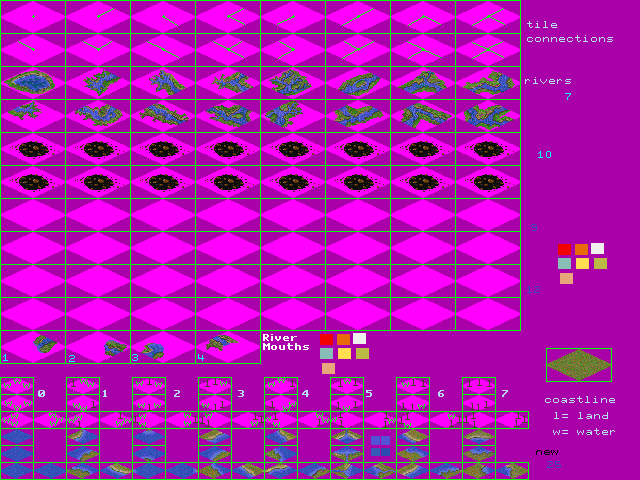 tile
connections
rivers
7
10
River
Mouths
1 2 3 4
0 1 2 3 4 5 6 7
coastline
l= land
w= water
new